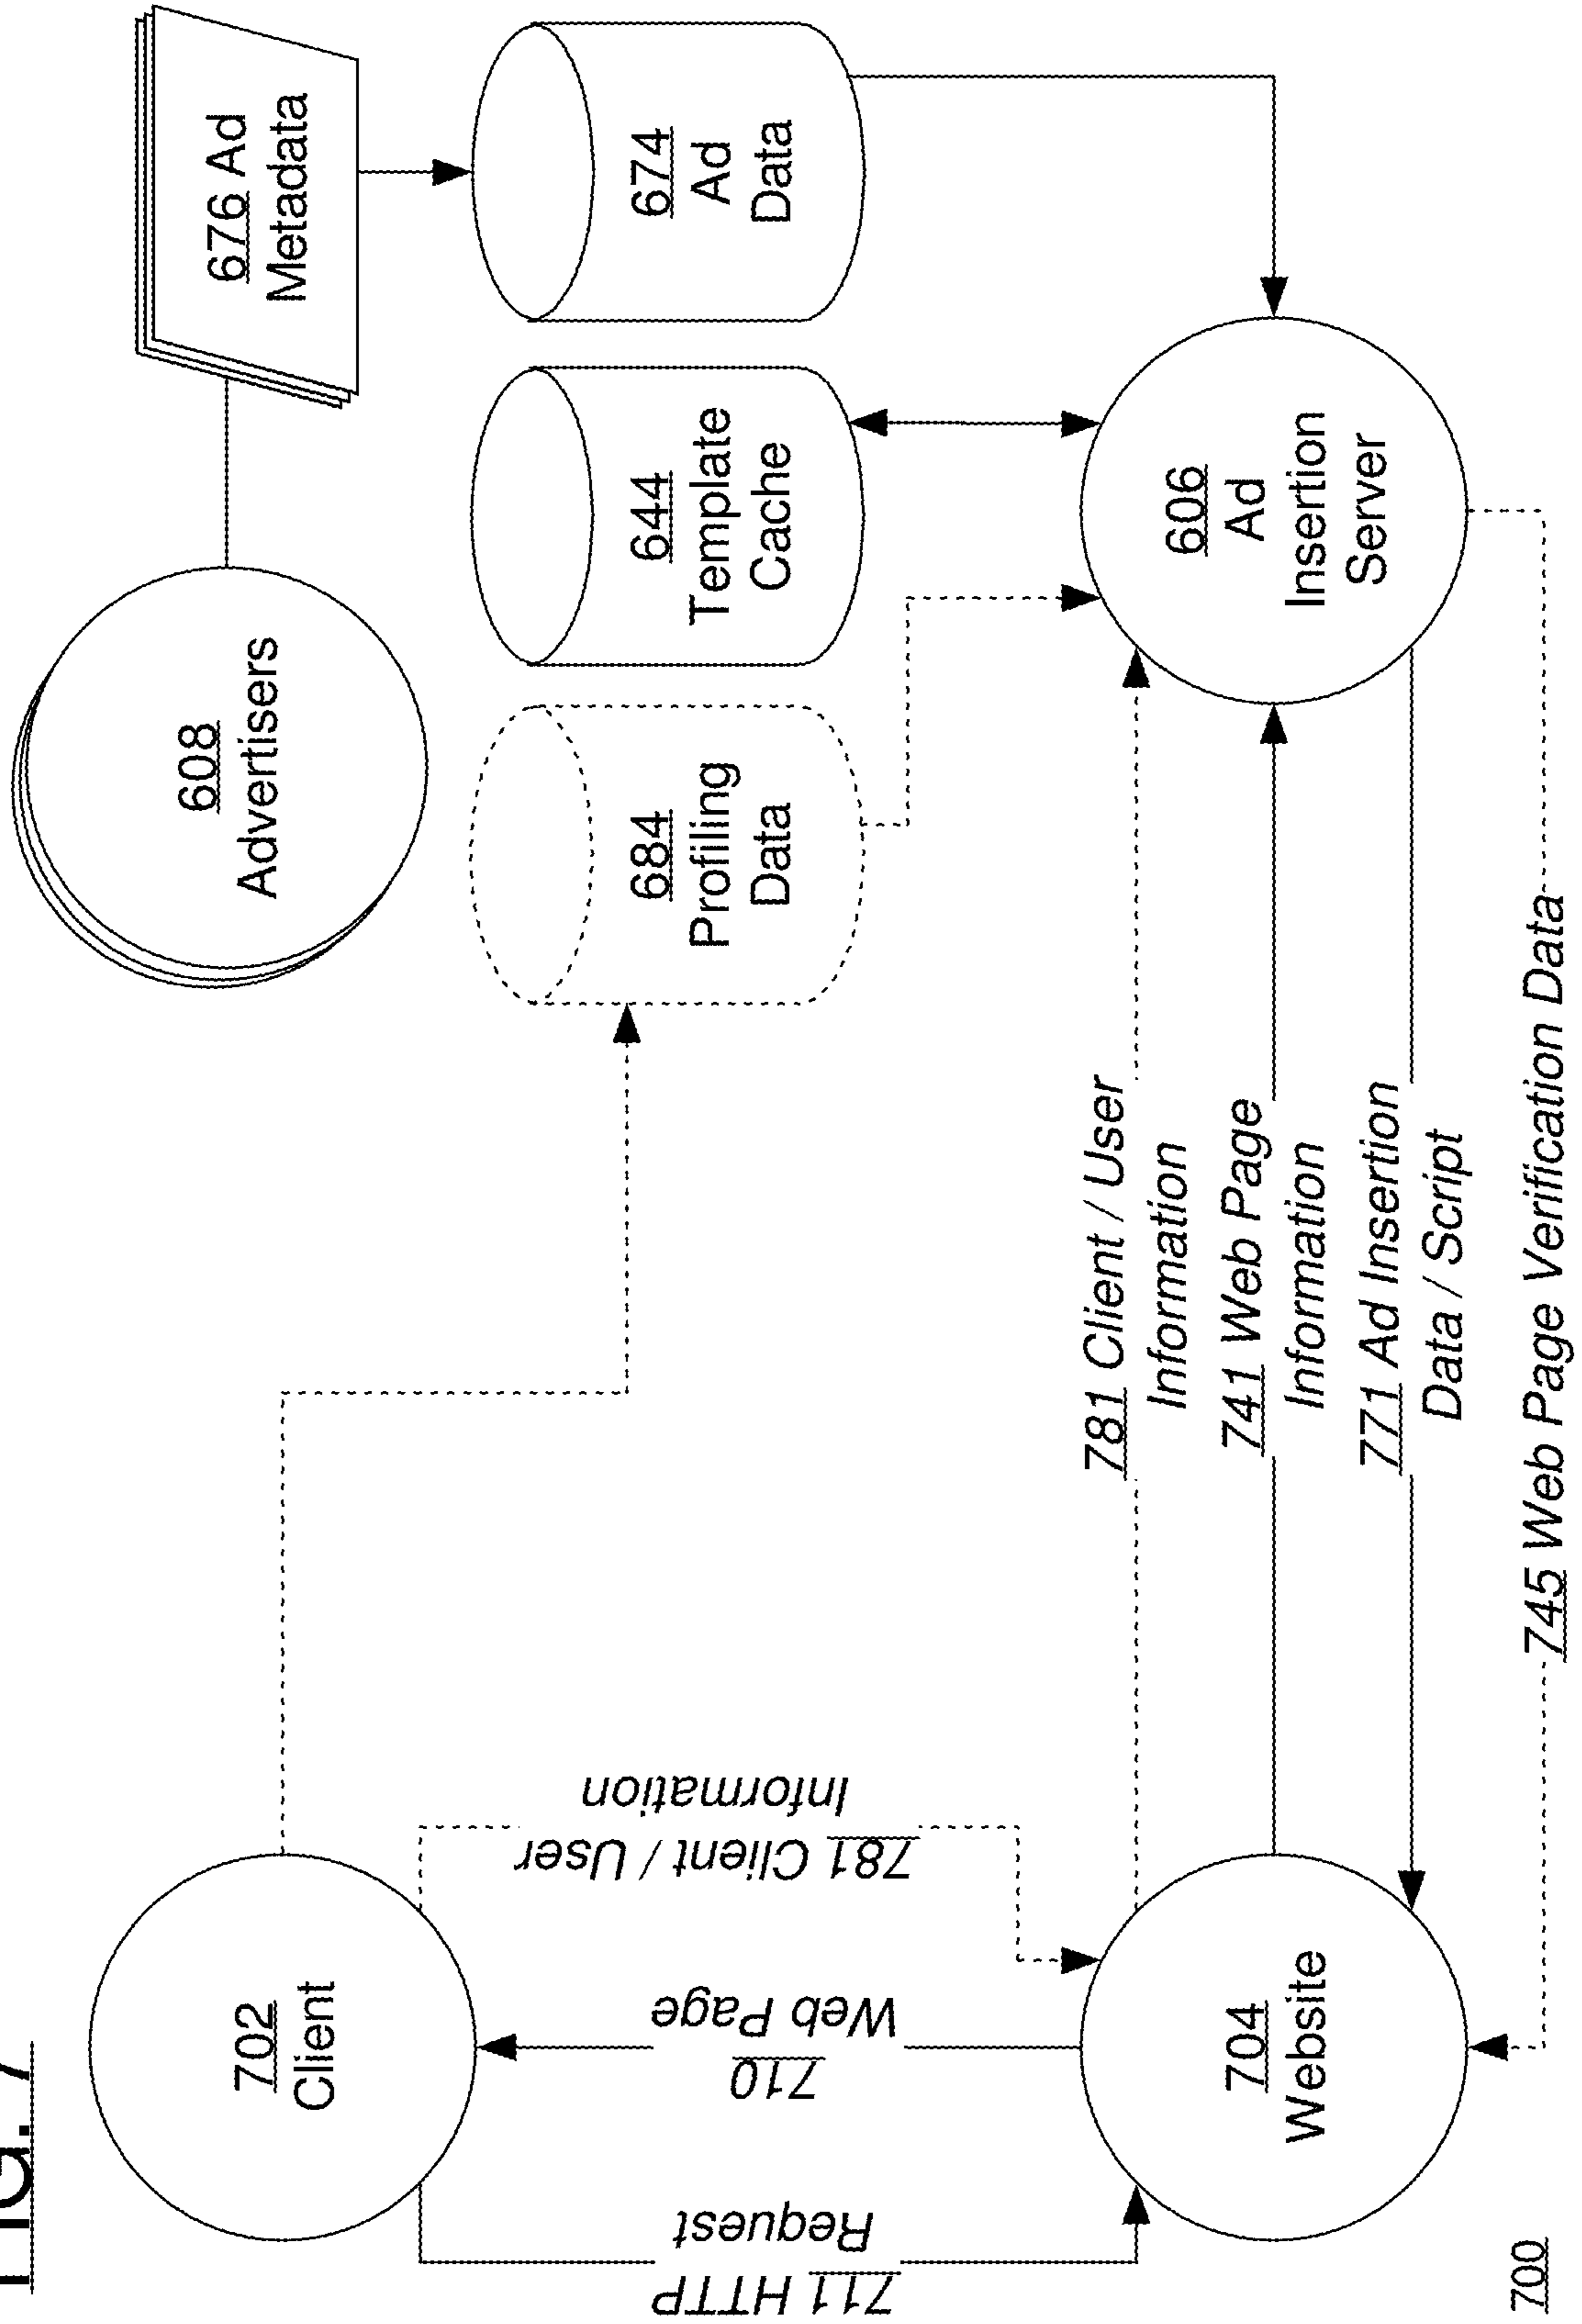 FIG. 7
702
Client
608
Advertisers
676 Ad
Metadata
711 HTTP
Request
710
Web Page
781 Client / User
Information
684
Profiling
Data
644
Template
Cache
674
Ad
Data
781 Client / User
Information
741 Web Page
Information
771 Ad Insertion
Data / Script
745 Web Page Verification Data
704
Website
606
Ad
Insertion
Server
700